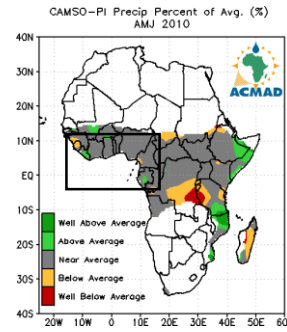 CAMSO-PI Precip Percent of Avg. (%)
AMJ 2010
40N
30N
20N
10N
EQ
10S
20S
30S
40S
ACMAD
Well Above Average
Above Average
Near Average
Below Average
Well Below Average
20W 10W 0 10E 20E 30E 40E 50E 60E